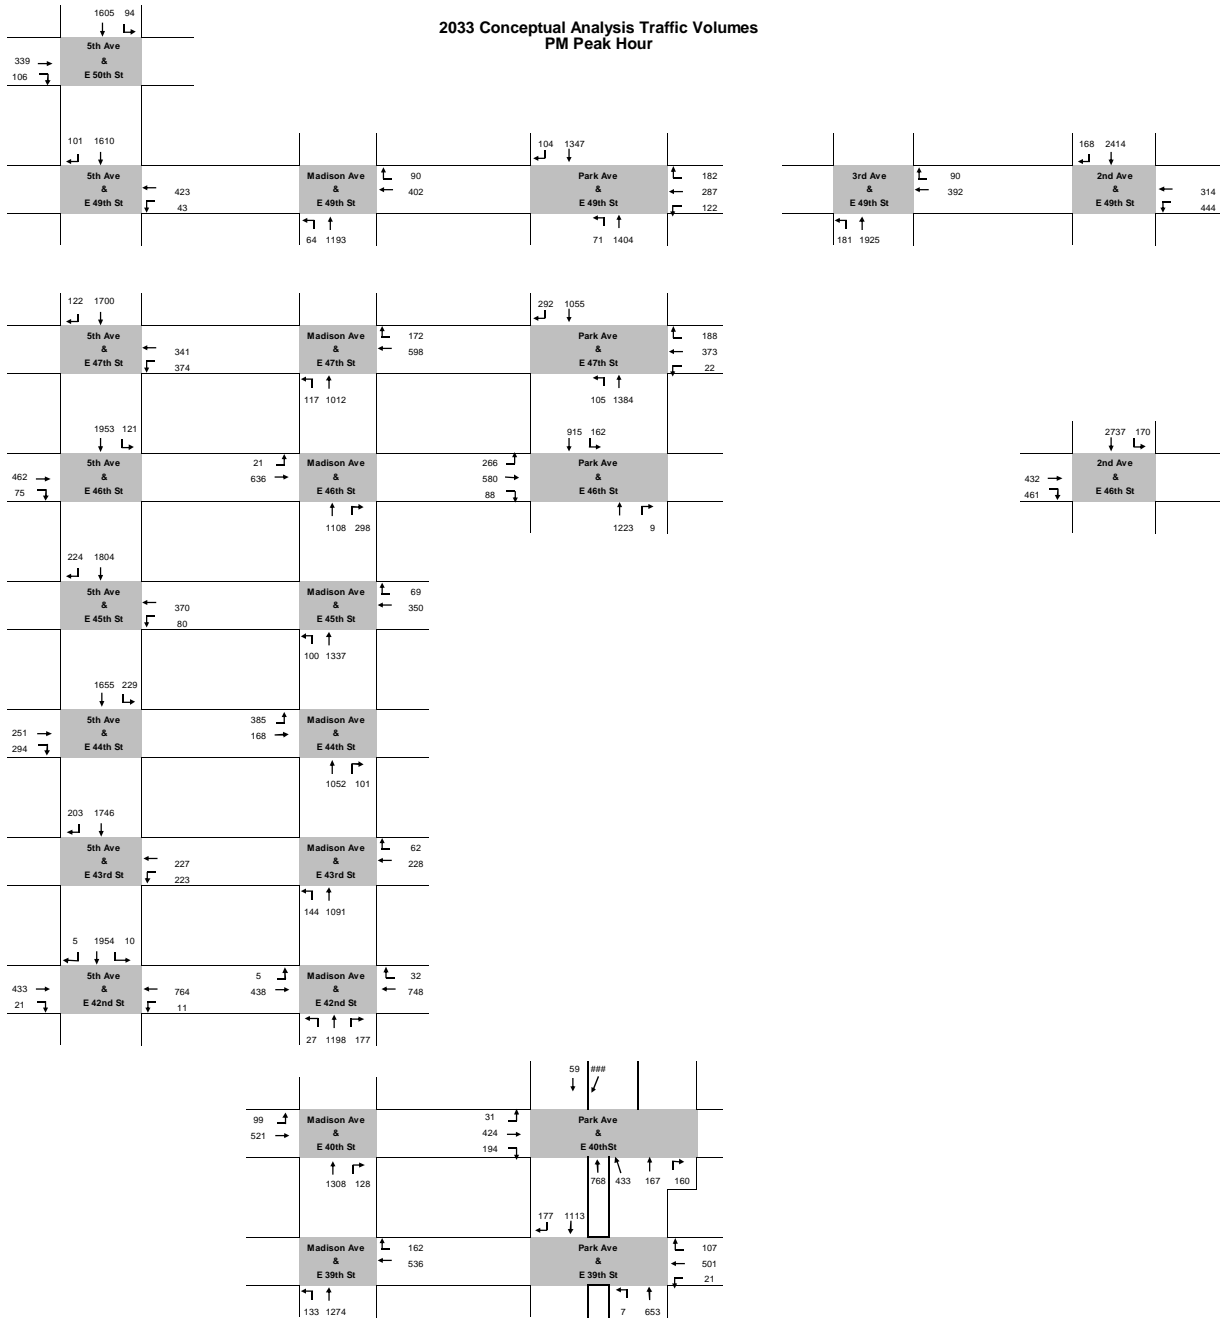 2033 Conceptual Analysis Traffic Volumes
PM Peak Hour
1605 94
5th Ave
&
E 50th St
339
106
101 1610
5th Ave
&
E 49th St
423
43
Madison Ave
&
E 49th St
90
402
64 1193
104 1347
Park Ave
&
E 49th St
182
287
122
71 1404
3rd Ave
&
E 49th St
90
392
181 1925
168 2414
2nd Ave
&
E 49th St
314
444
122 1700
5th Ave
&
E 47th St
341
374
Madison Ave
&
E 47th St
172
598
117 1012
292 1055
Park Ave
&
E 47th St
188
373
22
105 1384
1953 121
462
75
5th Ave
&
E 46th St
21
636
Madison Ave
&
E 46th St
1108 298
915 162
266
580
88
Park Ave
&
E 46th St
1223 9
2737 170
432
461
2nd Ave
&
E 46th St
224 1804
5th Ave
&
E 45th St
370
80
Madison Ave
&
E 45th St
69
350
100 1337
1655 229
251
294
5th Ave
&
E 44th St
385
168
Madison Ave
&
E 44th St
1052 101
203 1746
5th Ave
&
E 43rd St
227
223
Madison Ave
&
E 43rd St
62
228
144 1091
5 1954 10
433
21
5th Ave
&
E 42nd St
764
11
5
438
Madison Ave
&
E 42nd St
32
748
27 1198 177
99
521
Madison Ave
&
E 40th St
1308 128
59 ###
31
424
194
Park Ave
&
E 40thSt
768 433 167 160
Madison Ave
&
E 39th St
162
536
133 1274
177 1113
Park Ave
&
E 39th St
107
501
21
7 653